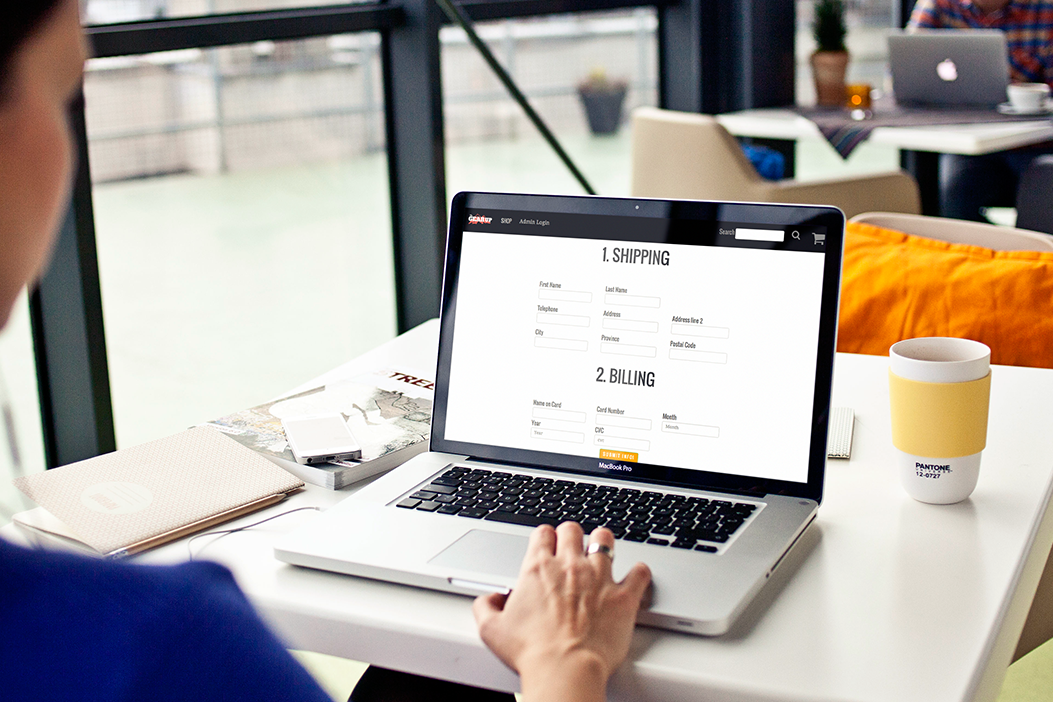 SHOP Admin Login Search
1. SHIPPING
First Name Last Name
Telephone Address Address line 2
City Province Postal Code
2. BILLING
Name on Card Card Number Month
Month
Year CVC
Year CVC
SUBMIT INFO!
MacBook Pro
TREE
PANTONE
12-0727